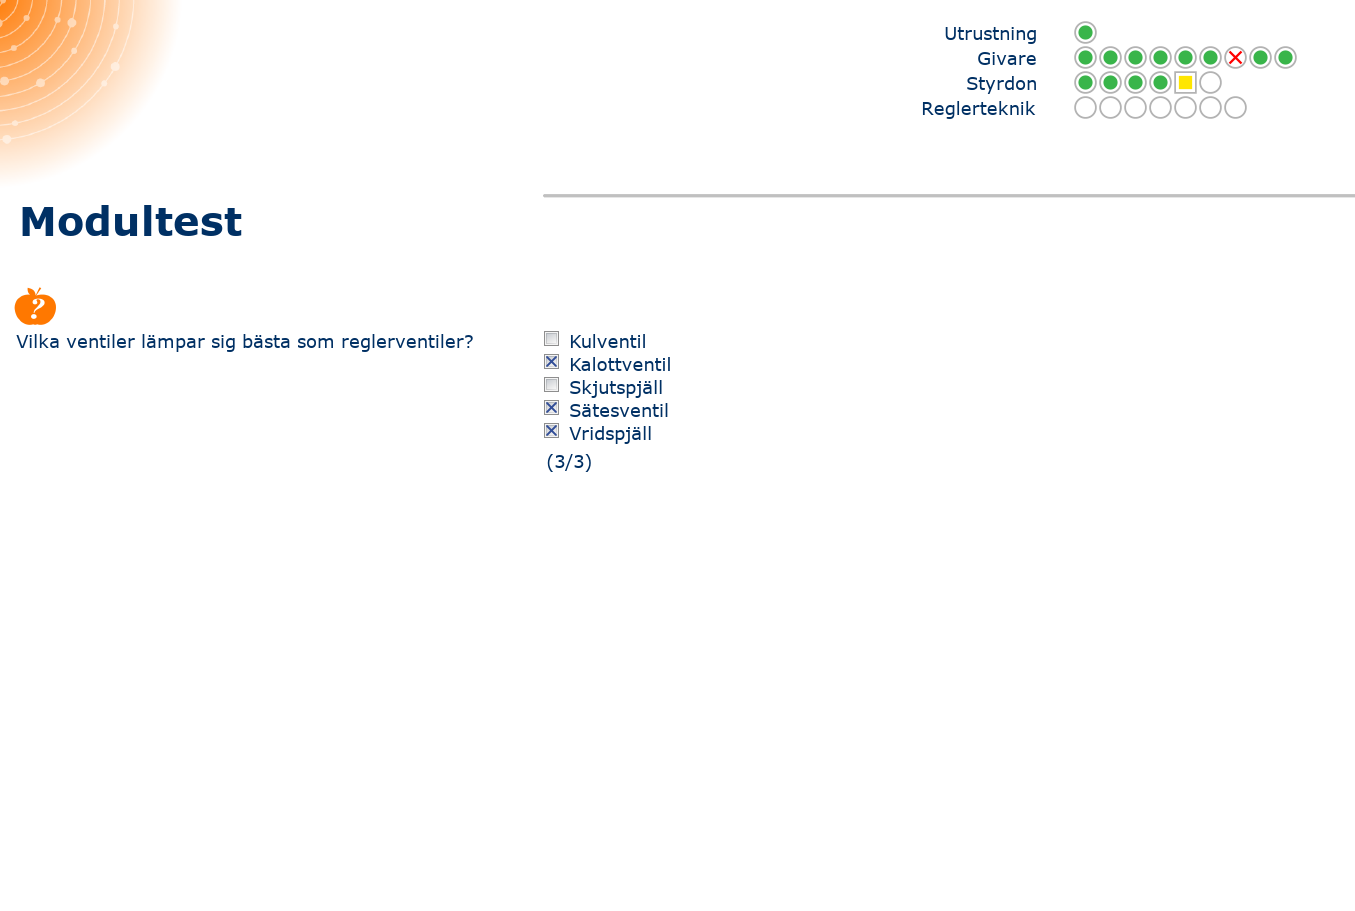 Utrustning
Givare
Styrdon
Reglerteknik
Modultest
?
Vilka ventiler lämpar sig bästa som reglerventiler?
Kulventil
Kalottventil
Skjutspjäll
Sätesventil
Vridspjäll
(3/3)